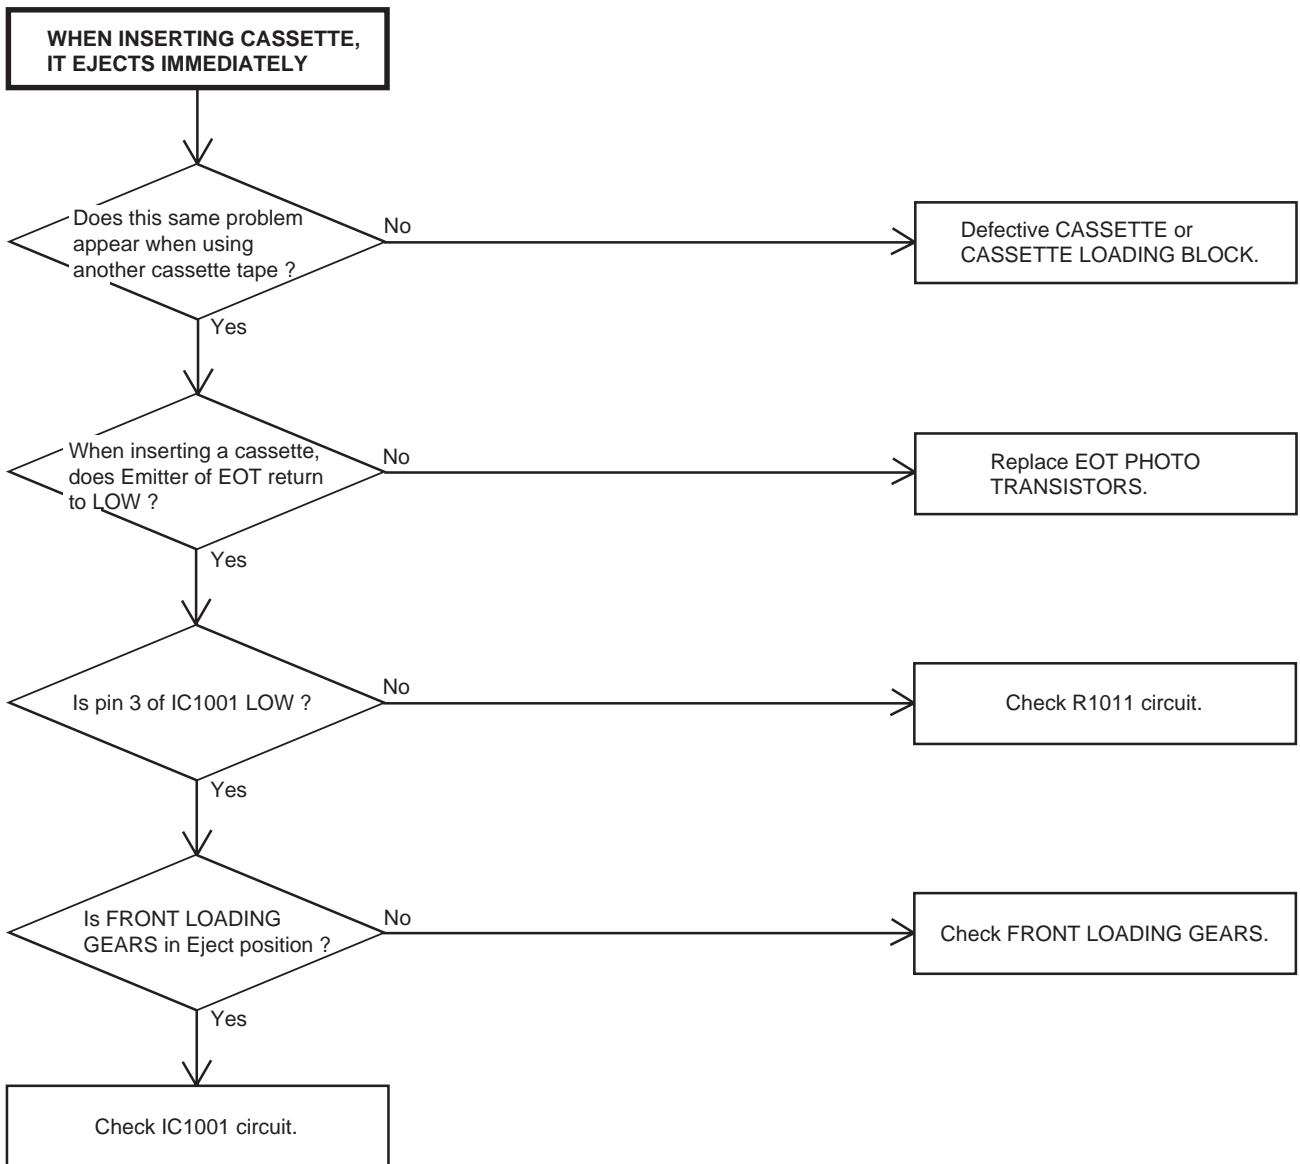 WHEN INSERTING CASSETTE,
IT EJECTS IMMEDIATELY
Does this same problem
appear when using
another cassette tape ?
No
Defective CASSETTE or
CASSETTE LOADING BLOCK.
Yes
When inserting a cassette,
does Emitter of EOT return
to LOW ?
No
Replace EOT PHOTO
TRANSISTORS.
Yes
Is pin 3 of IC1001 LOW ?
No
Check R1011 circuit.
Yes
Is FRONT LOADING
GEARS in Eject position ?
No
Check FRONT LOADING GEARS.
Yes
Check IC1001 circuit.